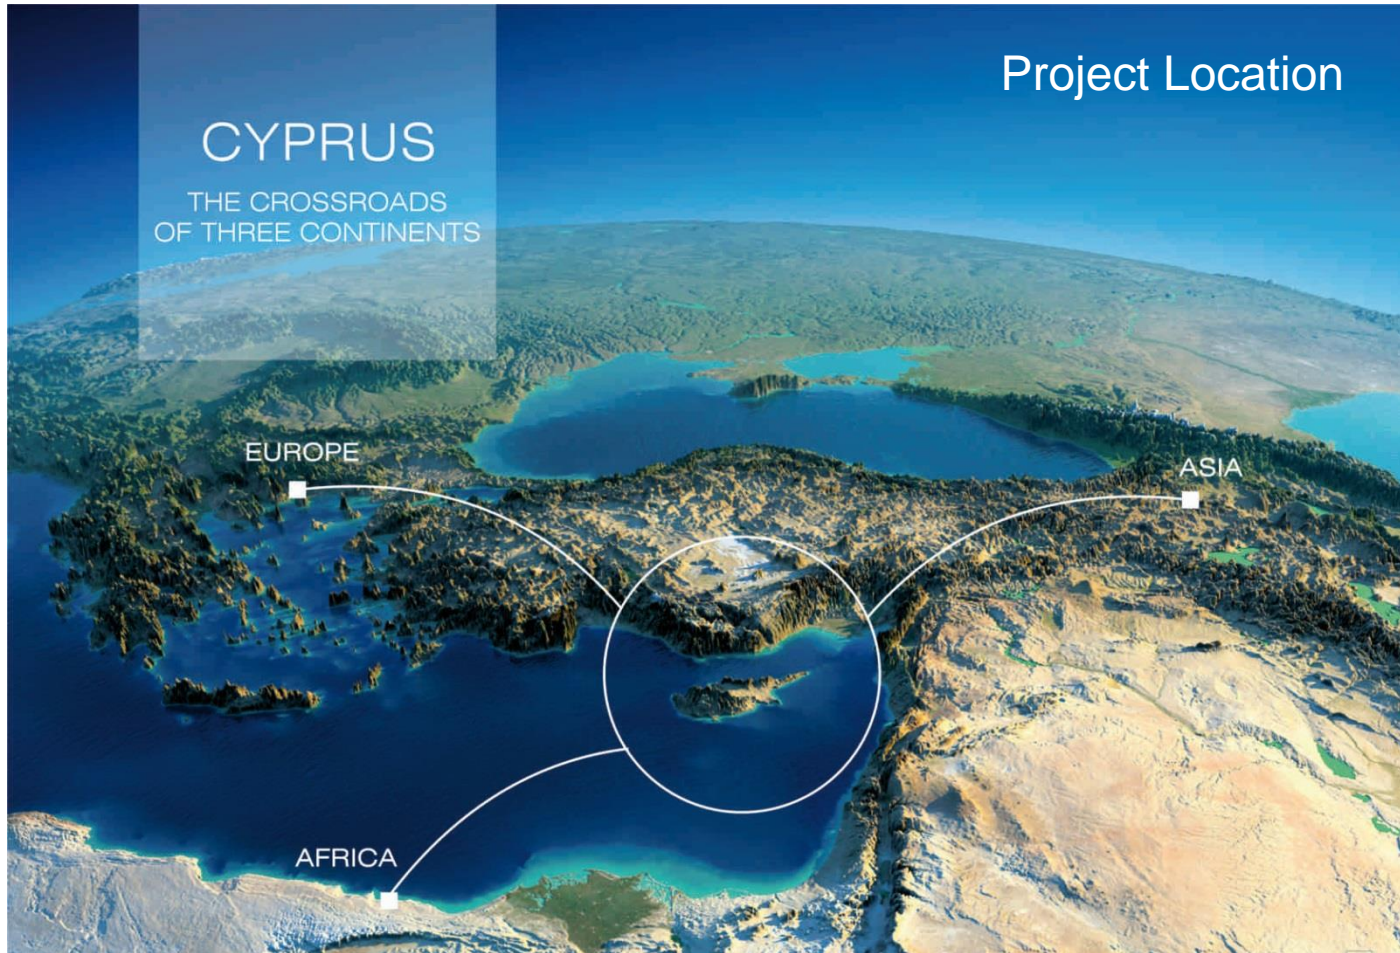 Project Location
CYPRUS
THE CROSSROADS
OF THREE CONTINENTS
EUROPE
ASIA
AFRICA